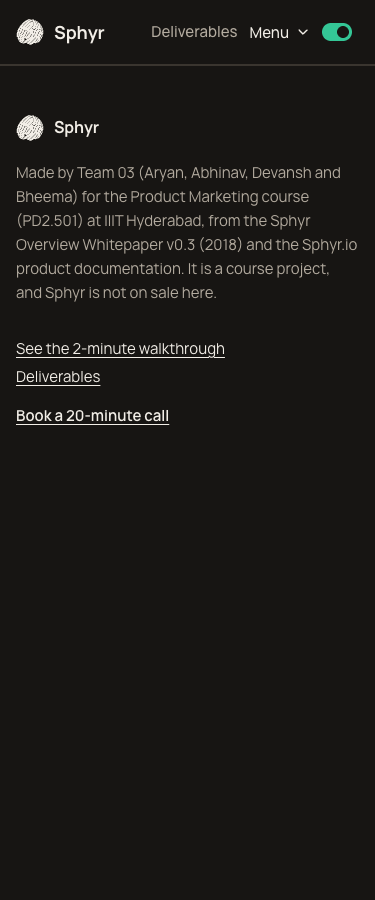 Sphyr
Deliverables
Menu
Sphyr
Made by Team 03 (Aryan, Abhinav, Devansh and
Bheema) for the Product Marketing course
(PD2.501) at IIIT Hyderabad, from the Sphyr
Overview Whitepaper v0.3 (2018) and the Sphyr.io
product documentation. It is a course project,
and Sphyr is not on sale here.
See the 2-minute walkthrough
Deliverables
Book a 20-minute call